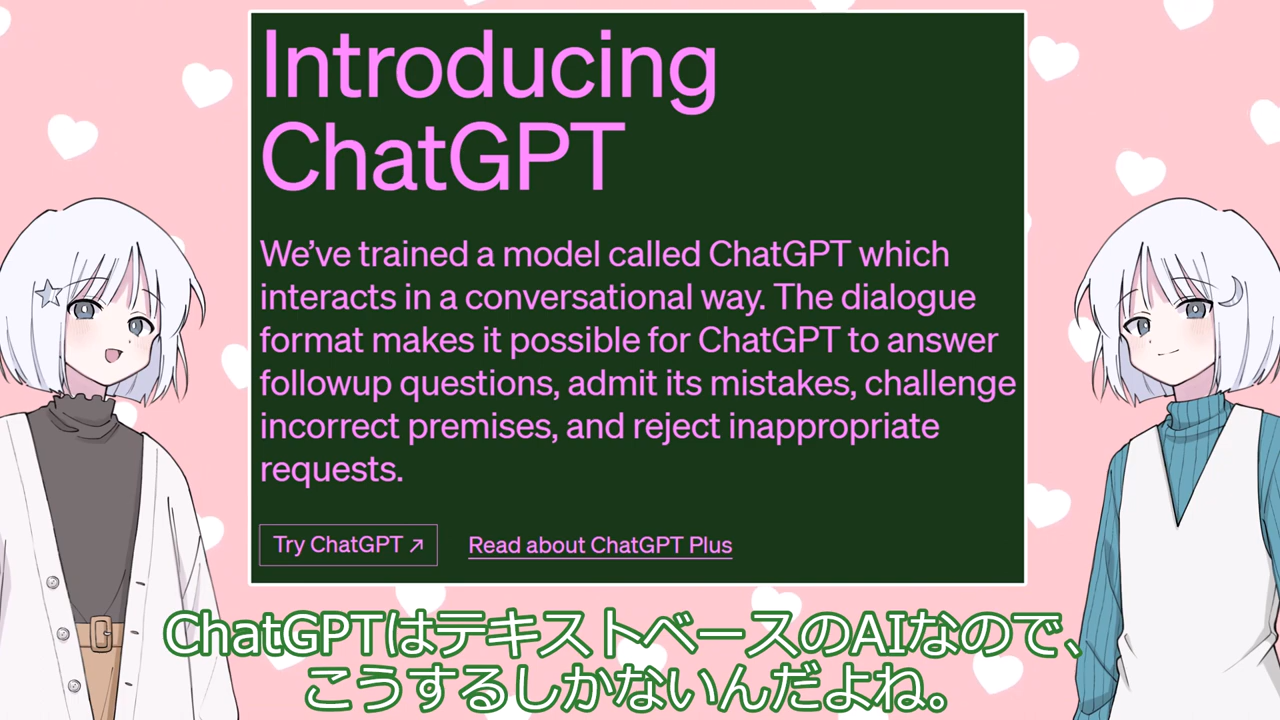 Introducing
ChatGPT
We’ve trained a model called ChatGPT which
interacts in a conversational way. The dialogue
format makes it possible for ChatGPT to answer
followup questions, admit its mistakes, challenge
incorrect premises, and reject inappropriate
requests.
Try ChatGPT ↗
Read about ChatGPT Plus
ChatGPTはテキストベースのAIなので、
こうするしかないんだよね。